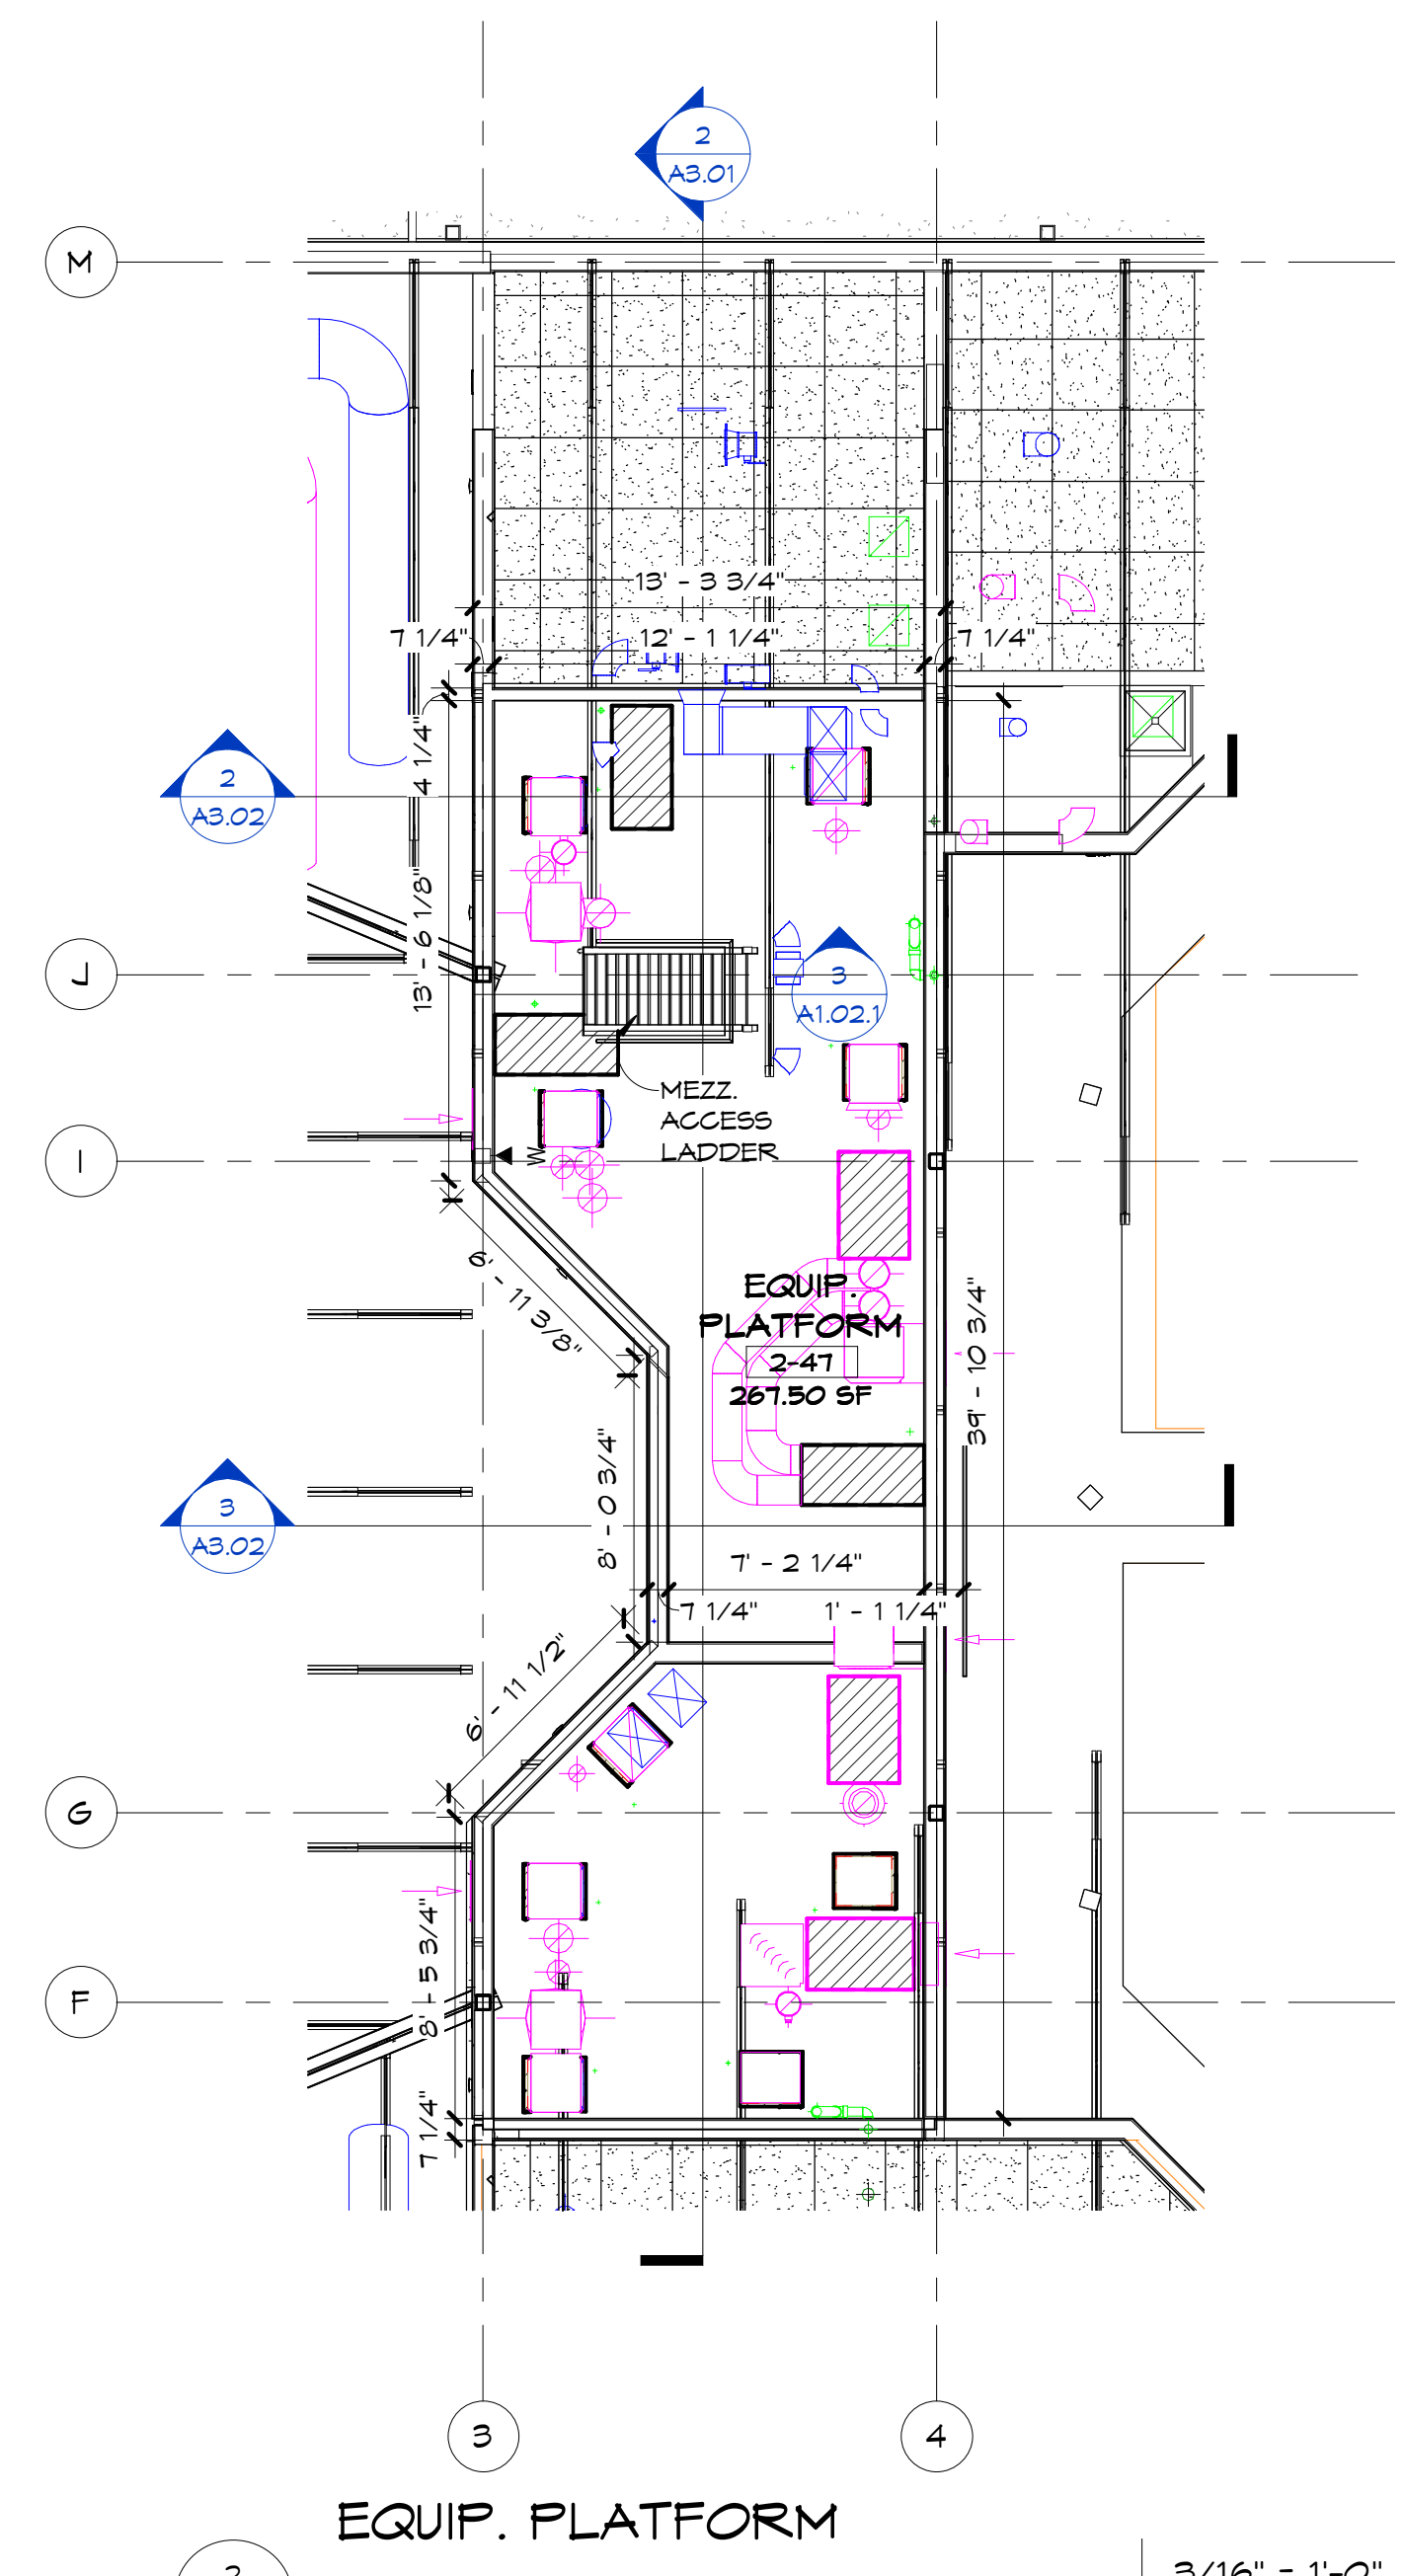 2
A3.01
M
13' - 3 3/4"
7 1/4"
12' - 1 1/4"
7 1/4"
4 1/4"
2
A3.02
13' - 6 1/8"
J
3
A1.02.1
MEZZ.
ACCESS
LADDER
I
W
6' - 11 3/8"
EQUIP.
PLATFORM
2-47
267.50 SF
39' - 10 3/4"
8' - 0 3/4"
3
A3.02
7' - 2 1/4"
7 1/4"
1' - 1 1/4"
6' - 11 1/2"
G
8' - 5 3/4"
F
7 1/4"
3
4
EQUIP. PLATFORM
3/16" = 1'-0"